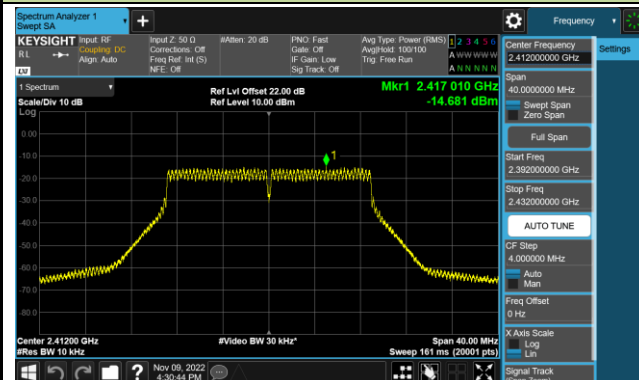 Spectrum Analyzer 1
Swept SA
Frequency
KEYSIGHT
RL
LXI
Input: RF
Coupling: DC
Align: Auto
Input Z: 50 Ω
Corrections: Off
Freq Ref: Int (S)
NFE: Off
#Atten: 20 dB
PNO: Fast
Gate: Off
IF Gain: Low
Sig Track: Off
Avg Type: Power (RMS)
Avg|Hold: 100/100
Trig: Free Run
1 2 3 4 5 6
A W W W W W
A N N N N N
1 Spectrum
Scale/Div 10 dB
Log
Ref Lvl Offset 22.00 dB
Ref Level 10.00 dBm
Mkr1 2.417 010 GHz
-14.681 dBm
0.00
-10.0
-20.0
-30.0
-40.0
-50.0
-60.0
-70.0
-80.0
1
Center 2.41200 GHz
#Res BW 10 kHz
#Video BW 30 kHz*
Span 40.00 MHz
Sweep 161 ms (20001 pts)
Nov 09, 2022
4:30:44 PM
Center Frequency
2.412000000 GHz
Settings
Span
40.0000000 MHz
Swept Span
Zero Span
Full Span
Start Freq
2.392000000 GHz
Stop Freq
2.432000000 GHz
AUTO TUNE
CF Step
4.000000 MHz
Auto
Man
Freq Offset
0 Hz
X Axis Scale
Log
Lin
Signal Track